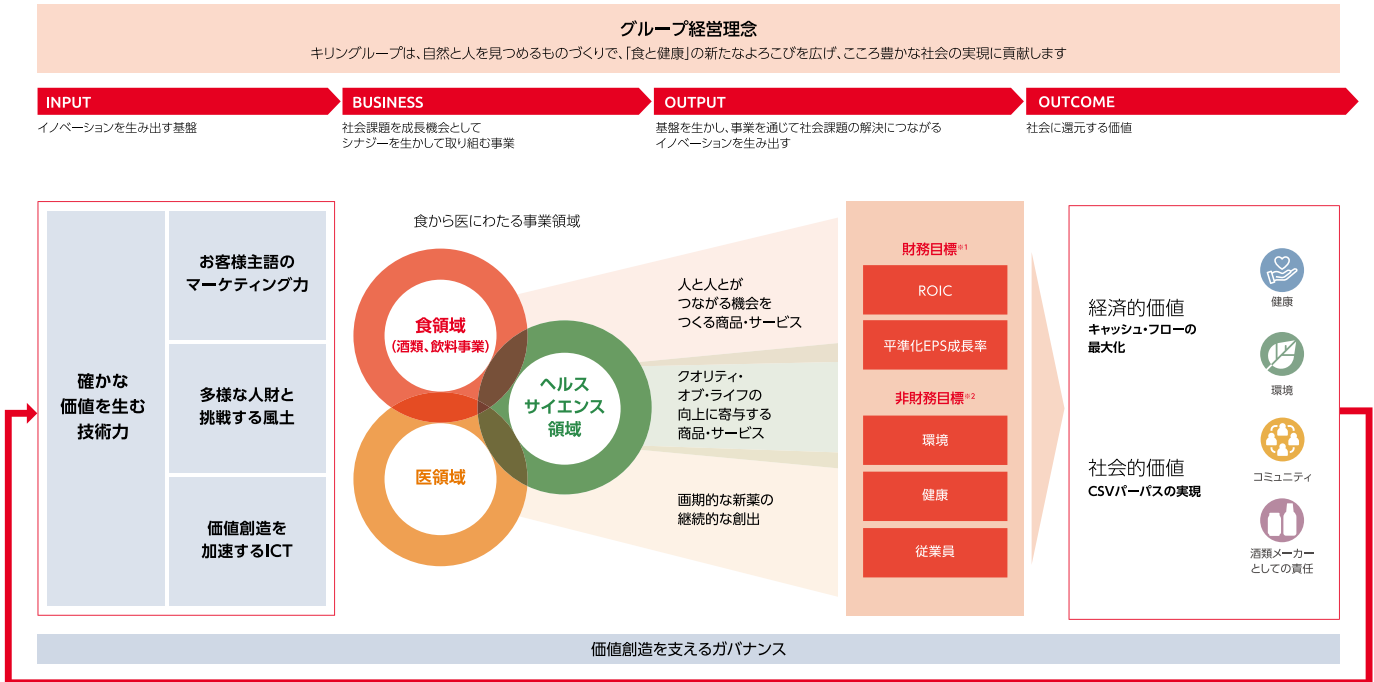 グループ経営理念
キリングループは、自然と人を見つめるものづくりで、「食と健康」の新たなよろこびを広げ、こころ豊かな社会の実現に貢献します
INPUT
イノベーションを生み出す基盤
BUSINESS
社会課題を成長機会として
シナジーを生かして取り組む事業
OUTPUT
基盤を生かし、事業を通じて社会課題の解決につながる
イノベーションを生み出す
OUTCOME
社会に還元する価値
確かな
価値を生む
技術力
お客様主語の
マーケティング力
多様な人財と
挑戦する風土
価値創造を
加速するICT
食から医にわたる事業領域
食領域
(酒類、飲料事業)
ヘルス
サイエンス
領域
医領域
人と人とが
つながる機会を
つくる商品・サービス
クオリティ・
オブ・ライフの
向上に寄与する
商品・サービス
画期的な新薬の
継続的な創出
財務目標※1
ROIC
平準化EPS成長率
非財務目標※2
環境
健康
従業員
経済的価値
キャッシュ・フローの
最大化
社会的価値
CSVパーパスの実現
健康
環境
コミュニティ
酒類メーカー
としての責任
価値創造を支えるガバナンス